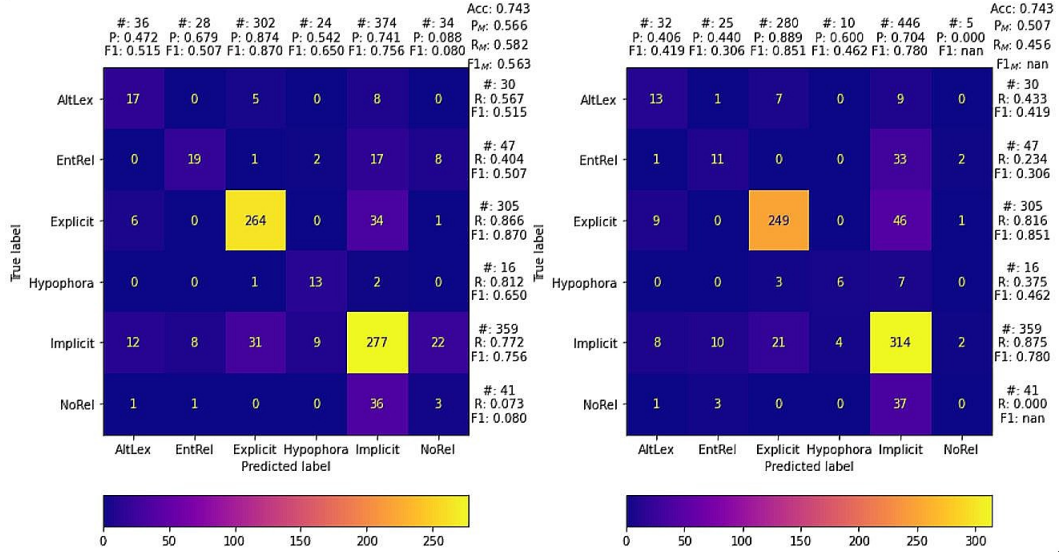 #: 36 #: 28 #: 302 #: 24 #: 374 #: 34 Acc: 0.743
P: 0.472 P: 0.679 P: 0.874 P: 0.542 P: 0.741 P: 0.088 P_M: 0.566
F1: 0.515 F1: 0.507 F1: 0.870 F1: 0.650 F1: 0.756 F1: 0.080 R_M: 0.582
F1_M: 0.563
AltLex 17 0 5 0 8 0 #: 30
R: 0.567
F1: 0.515
EntRel 0 19 1 2 17 8 #: 47
R: 0.404
F1: 0.507
Explicit 6 0 264 0 34 1 #: 305
R: 0.866
F1: 0.870
Hypophora 0 0 1 13 2 0 #: 16
R: 0.812
F1: 0.650
Implicit 12 8 31 9 277 22 #: 359
R: 0.772
F1: 0.756
NoRel 1 1 0 0 36 3 #: 41
R: 0.073
F1: 0.080
True label
AltLex EntRel Explicit Hypophora Implicit NoRel
Predicted label
0 50 100 150 200 250
#: 32 #: 25 #: 280 #: 10 #: 446 #: 5 Acc: 0.743
P: 0.406 P: 0.440 P: 0.889 P: 0.600 P: 0.704 P: 0.000 P_M: 0.507
F1: 0.419 F1: 0.306 F1: 0.851 F1: 0.462 F1: 0.780 F1: nan R_M: 0.456
F1_M: nan
AltLex 13 1 7 0 9 0 #: 30
R: 0.433
F1: 0.419
EntRel 1 11 0 0 33 2 #: 47
R: 0.234
F1: 0.306
Explicit 9 0 249 0 46 1 #: 305
R: 0.816
F1: 0.851
Hypophora 0 0 3 6 7 0 #: 16
R: 0.375
F1: 0.462
Implicit 8 10 21 4 314 2 #: 359
R: 0.875
F1: 0.780
NoRel 1 3 0 0 37 0 #: 41
R: 0.000
F1: nan
True label
AltLex EntRel Explicit Hypophora Implicit NoRel
Predicted label
0 50 100 150 200 250 300